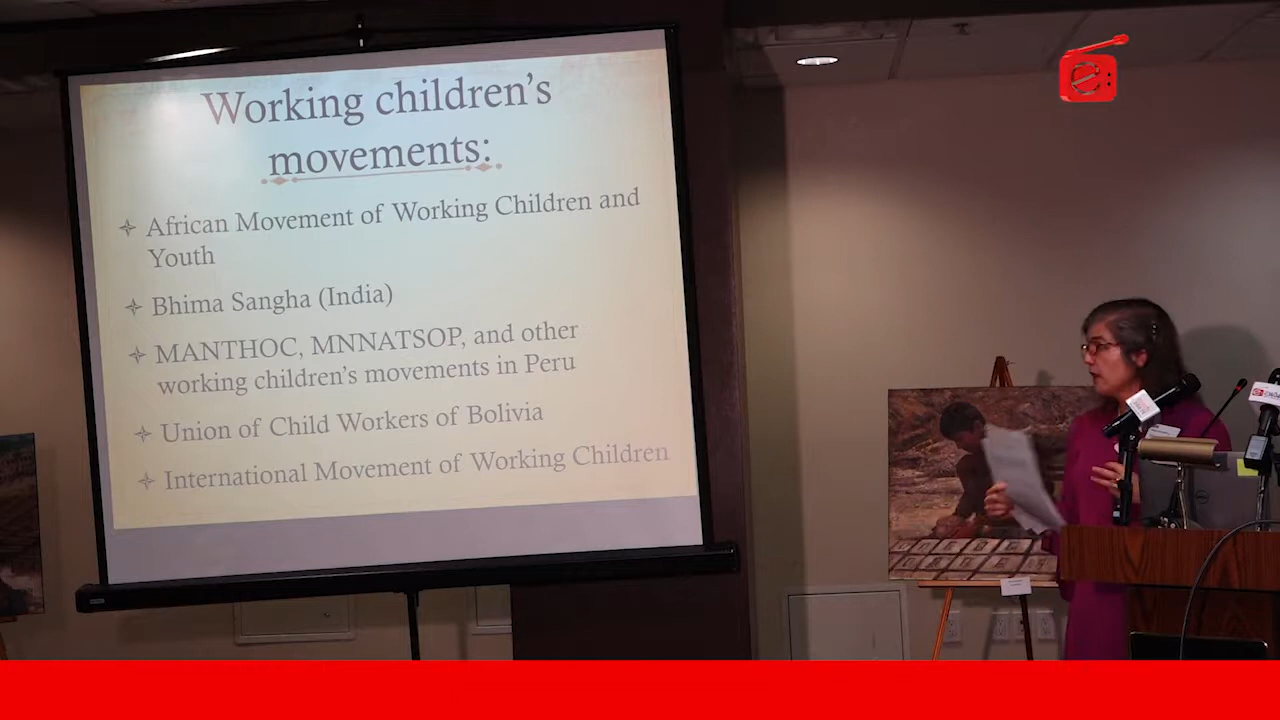 Working children's
movements:
African Movement of Working Children and
Youth
Bhima Sangha (India)
MANTHOC, MNNATSOP, and other
working children's movements in Peru
Union of Child Workers of Bolivia
International Movement of Working Children